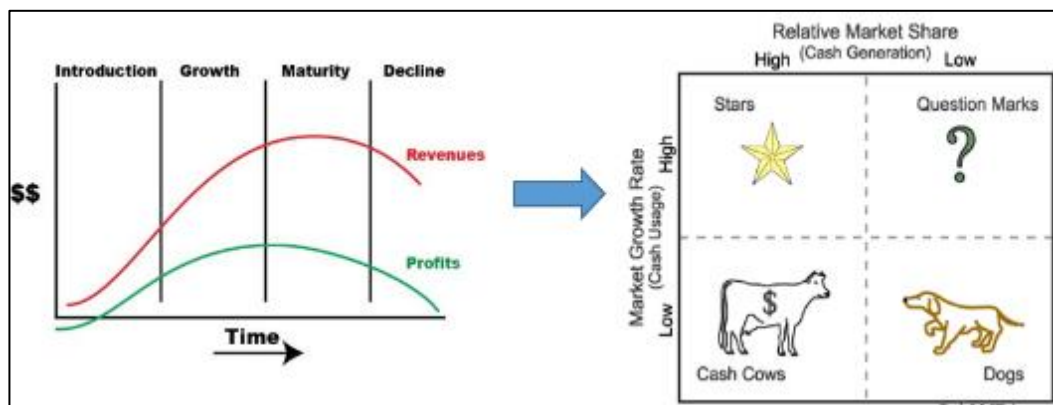 Introduction Growth Maturity Decline
$$
Revenues
Profits
Time
Relative Market Share
(Cash Generation)
High Low
Market Growth Rate
(Cash Usage)
High
Low
Stars
Question Marks
?
$
Cash Cows
Dogs